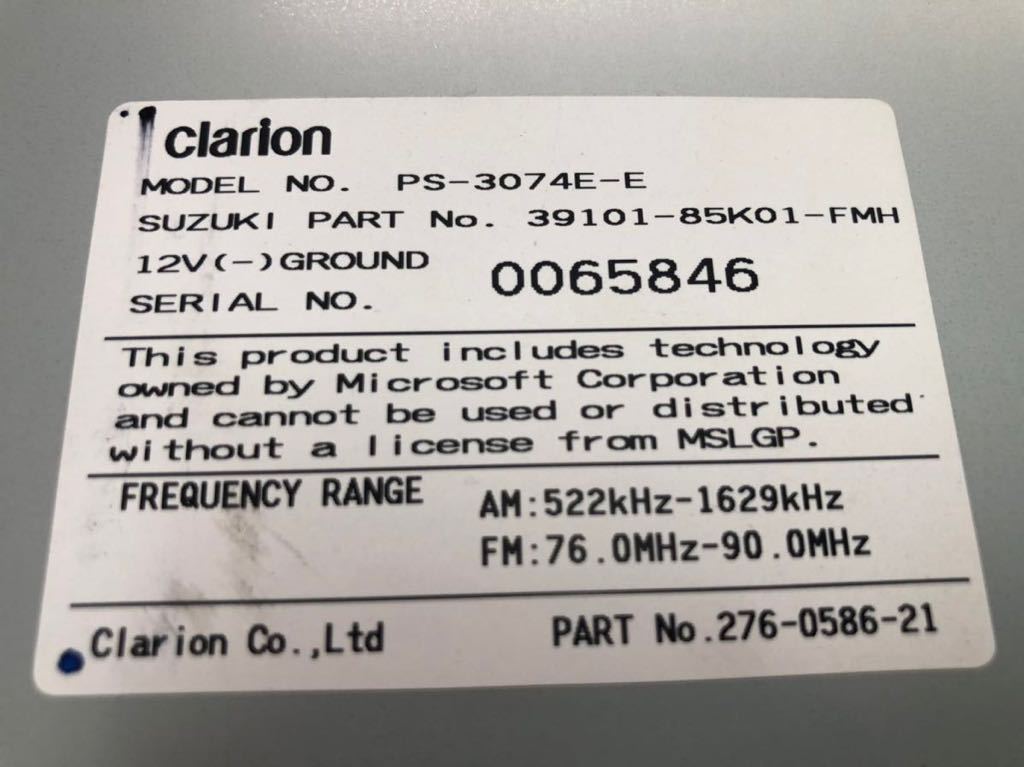 clarion
MODEL NO. PS-3074E-E
SUZUKI PART No. 39101-85K01-FMH
12V(-)GROUND
SERIAL NO. 0065846
This product includes technology
owned by Microsoft Corporation
and cannot be used or distributed
without a license from MSLGP.
FREQUENCY RANGE AM:522kHz-1629kHz
FM:76.0MHz-90.0MHz
Clarion Co.,Ltd PART No.276-0586-21